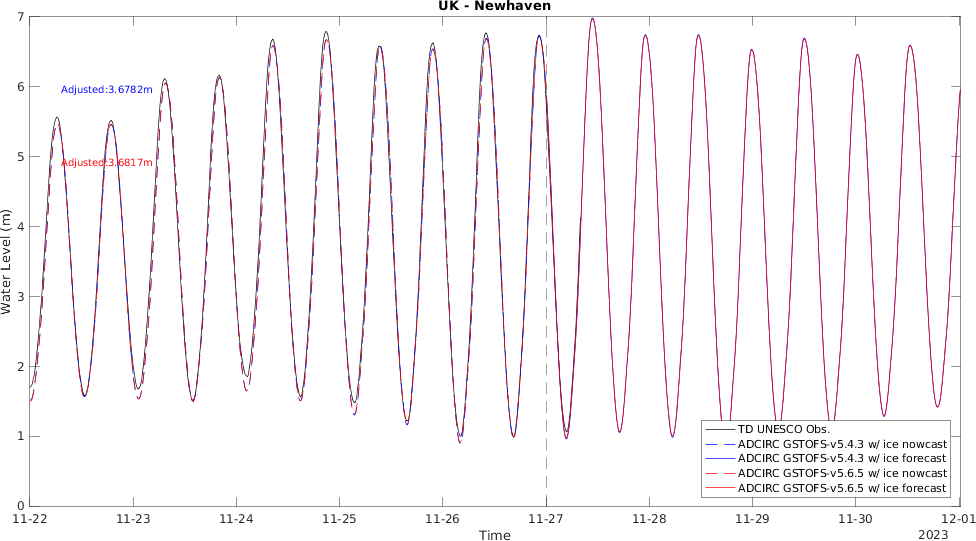 UK - Newhaven
7
6
5
4
3
2
1
0
Water Level (m)
Adjusted:3.6782m
Adjusted:3.6817m
TD UNESCO Obs.
ADCIRC GSTOFS-v5.4.3 w/ ice nowcast
ADCIRC GSTOFS-v5.4.3 w/ ice forecast
ADCIRC GSTOFS-v5.6.5 w/ ice nowcast
ADCIRC GSTOFS-v5.6.5 w/ ice forecast
11-22 11-23 11-24 11-25 11-26 11-27 11-28 11-29 11-30 12-01
Time
2023